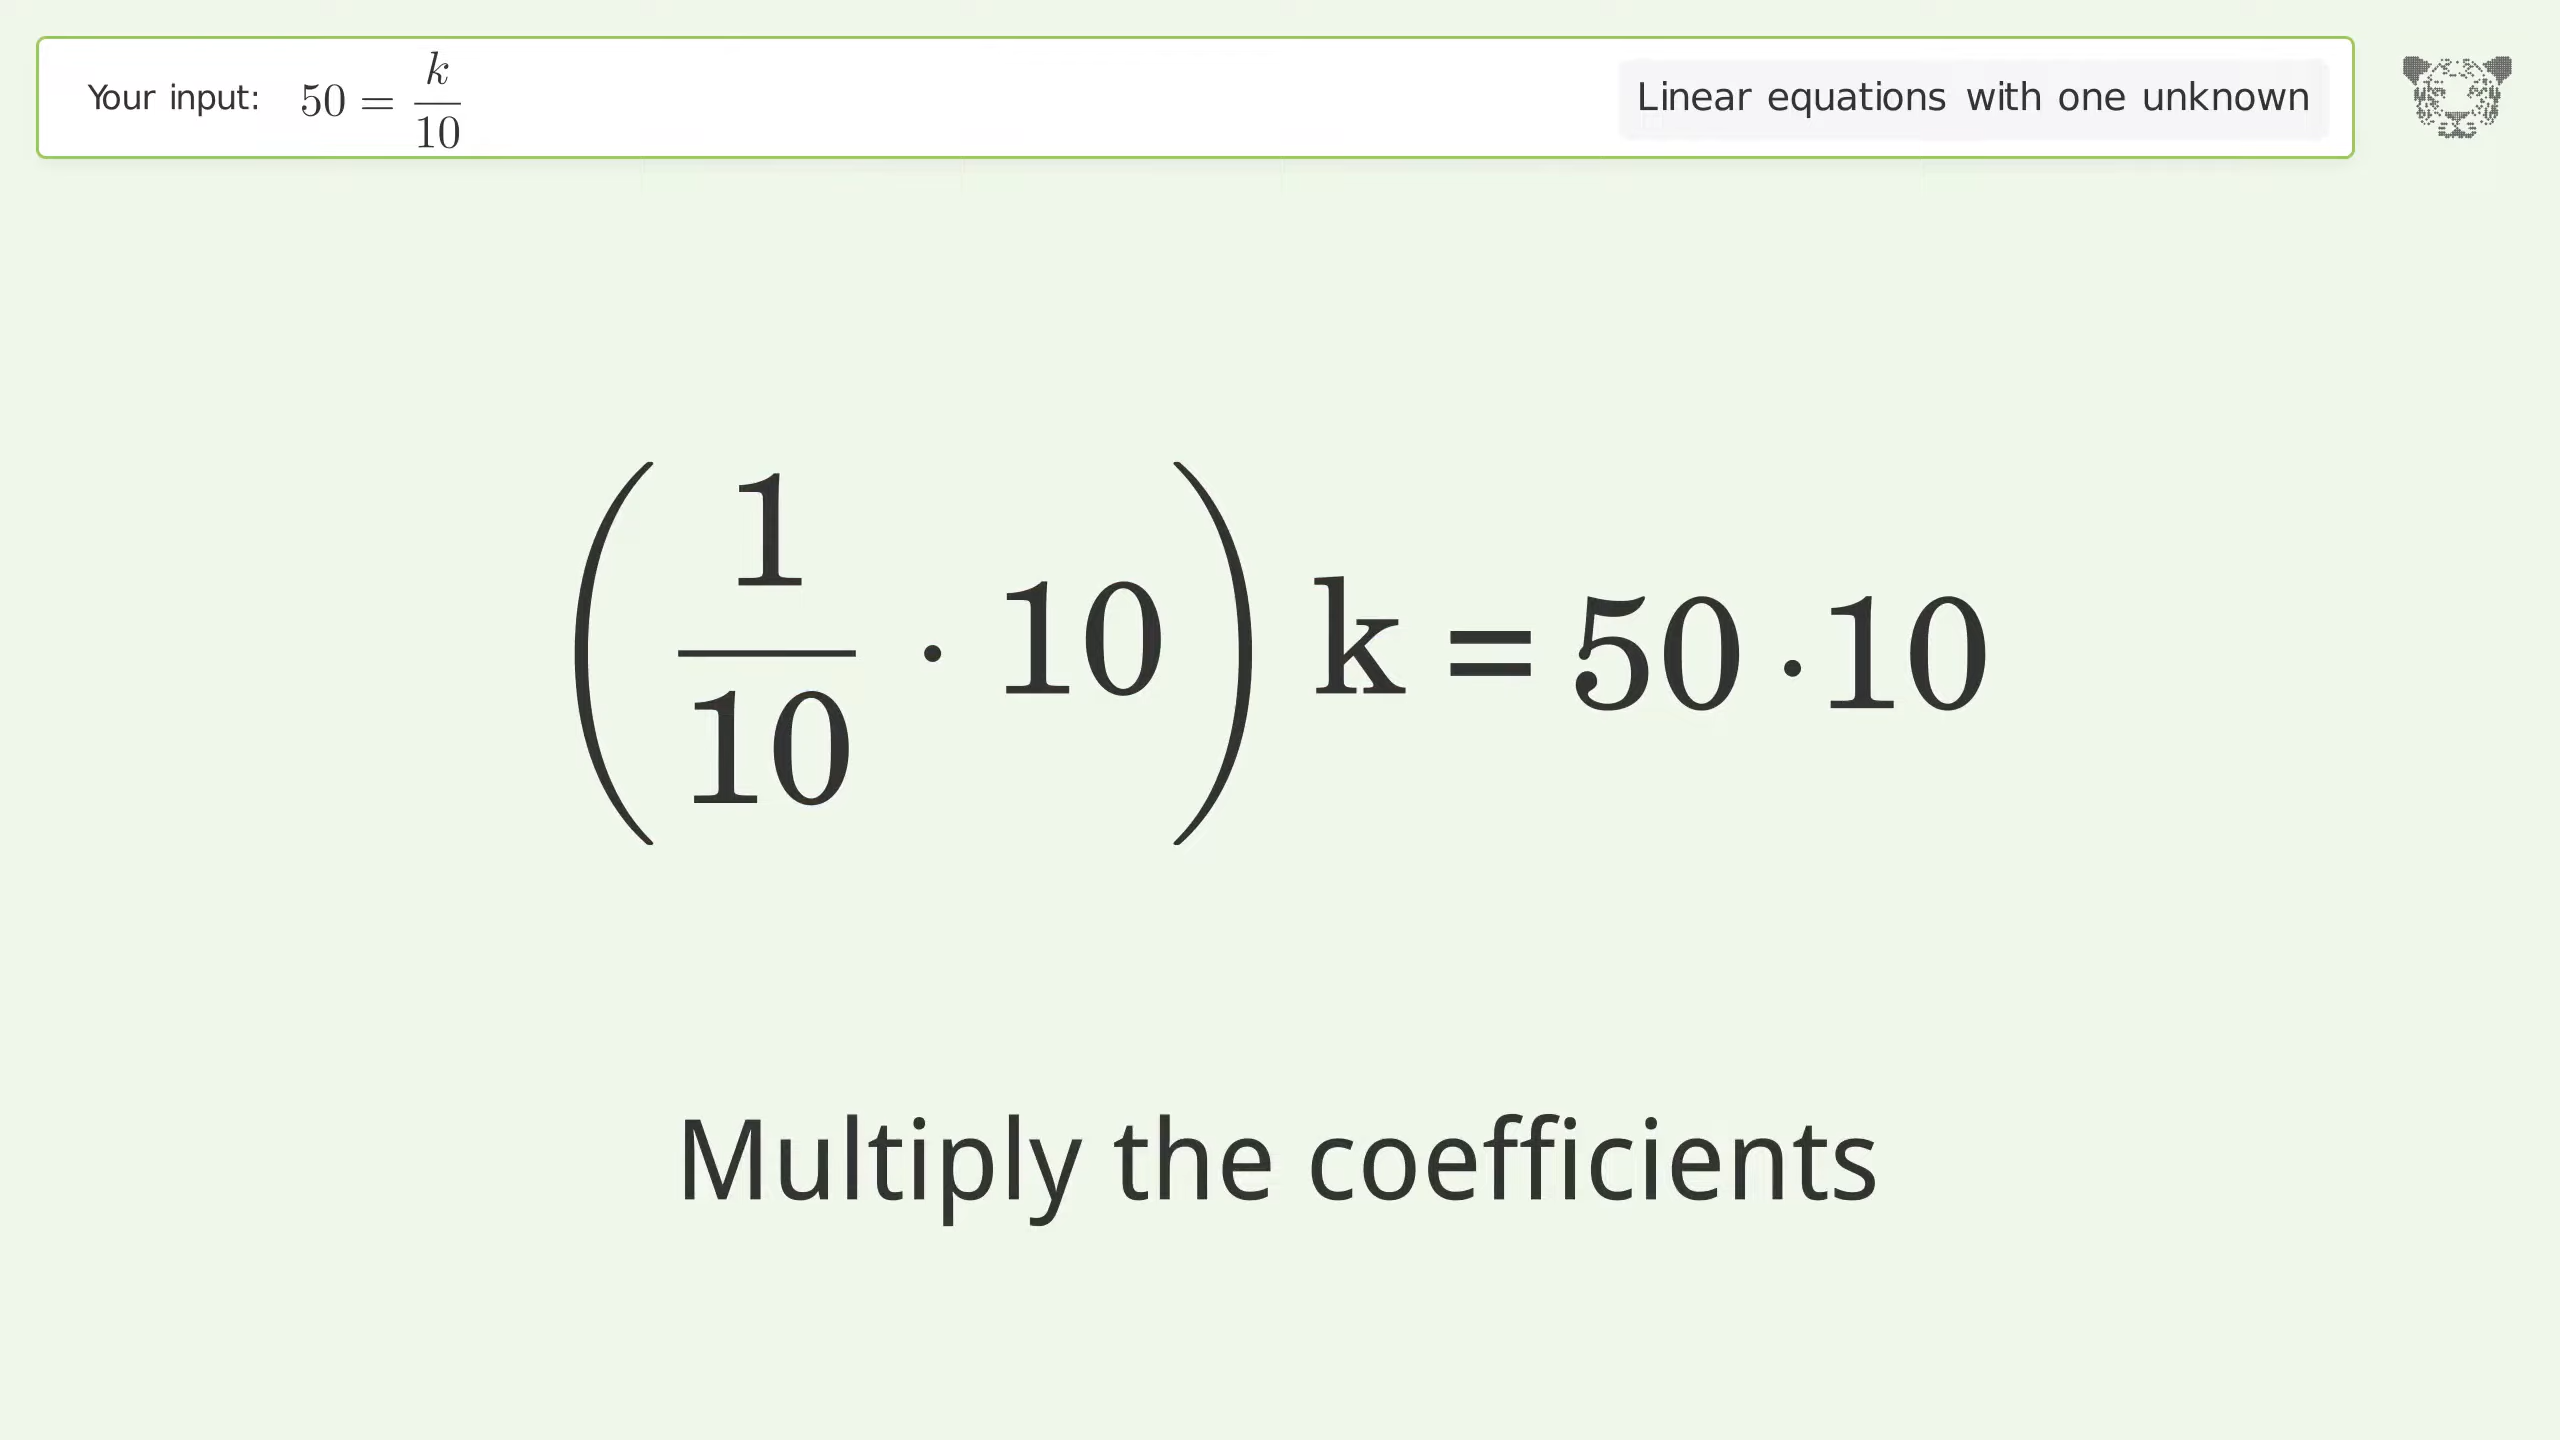 Your input: 50 = k/10
Linear equations with one unknown
(1/10 · 10) k = 50 · 10
Multiply the coefficients